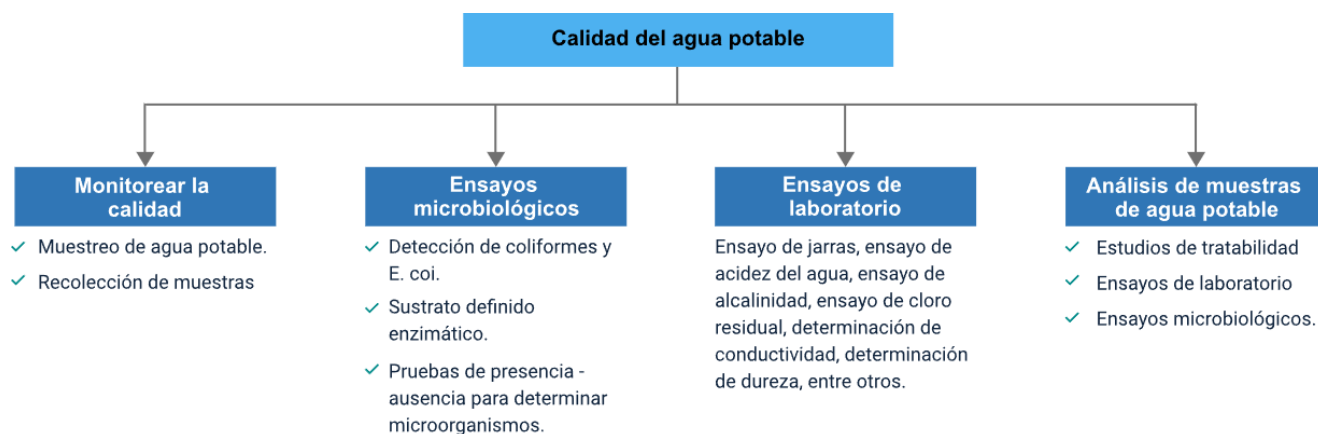 Calidad del agua potable
Monitorear la
calidad
Muestreo de agua potable.
Recolección de muestras
Ensayos
microbiológicos
Detección de coliformes y
E. coi.
Sustrato definido
enzimático.
Pruebas de presencia -
ausencia para determinar
microorganismos.
Ensayos de
laboratorio
Ensayo de jarras, ensayo de
acidez del agua, ensayo de
alcalinidad, ensayo de cloro
residual, determinación de
conductividad, determinación
de dureza, entre otros.
Análisis de muestras
de agua potable
Estudios de tratabilidad
Ensayos de laboratorio
Ensayos microbiológicos.